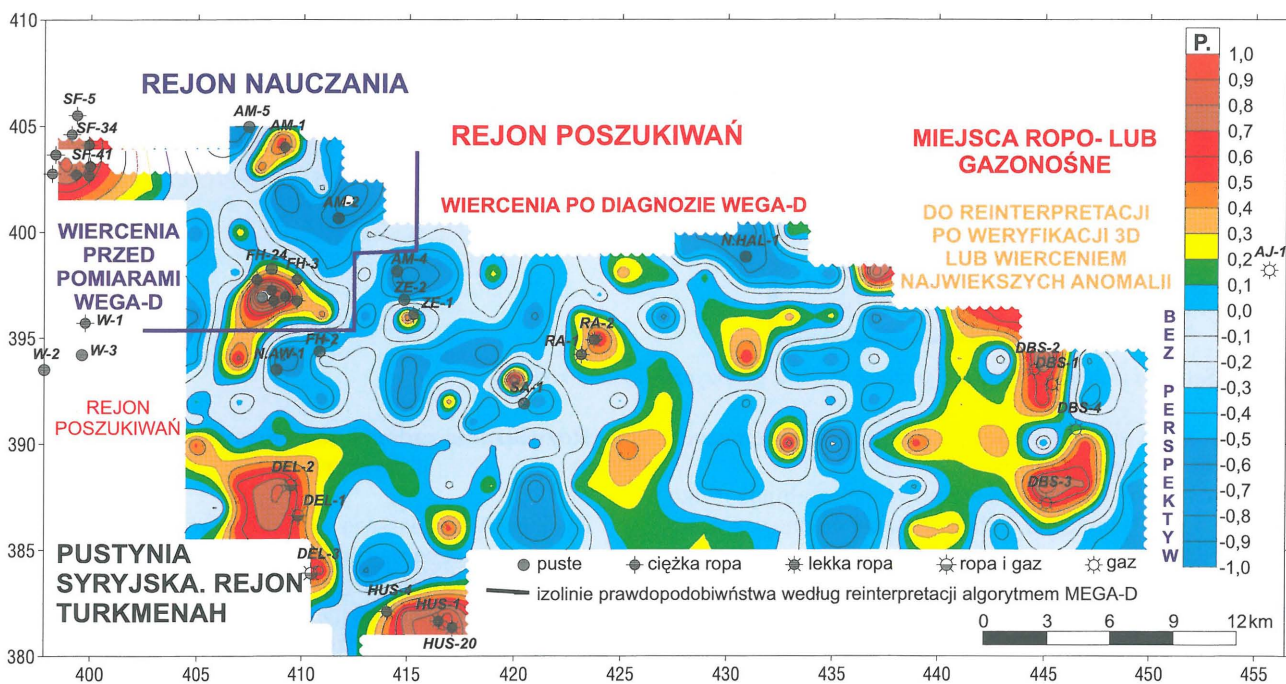 410
405
400
395
390
385
380
400
405
410
415
420
425
430
435
440
445
450
455
REJON NAUCZANIA
REJON POSZUKIWAŃ
WIERCENIA PO DIAGNOZIE WEGA-D
MIEJSCA ROPO- LUB
GAZONOŚNE
DO REINTERPRETACJI
PO WERYFIKACJI 3D
LUB WIERCENIEM
NAJWIEKSZYCH ANOMALII
WIERCENIA
PRZED
POMIARAMI
WEGA-D
REJON
POSZUKIWAŃ
PUSTYNIA
SYRYJSKA. REJON
TURKMENAH
SF-5
SF-34
SF-41
AM-5
AM-1
AM-2
FH-24
FH-3
AM-4
ZE-2
ZE-1
W-1
W-3
W-2
N.AW-1
FH-2
RA-2
RA-1
SA-1
N.HAL-1
AJ-1
DBS-2
DBS-1
DBS-4
DBS-3
DEL-2
DEL-1
DEL-3
HUS-4
HUS-1
HUS-20
P.
1,0
0,9
0,8
0,7
0,6
0,5
0,4
0,3
0,2
0,0
-0,1
-0,2
-0,3
-0,4
-0,5
-0,6
-0,7
-0,8
-0,9
-1,0
BEZ PERSPEKTYW
puste
ciężka ropa
lekka ropa
ropa i gaz
gaz
izolinie prawdopodobiwństwa według reinterpretacji algorytmem MEGA-D
0 3 6 9 12 km